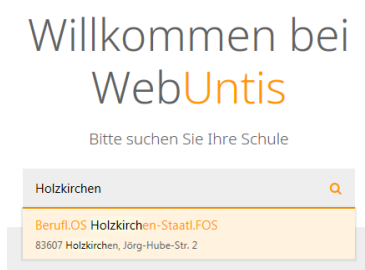 Willkommen bei
WebUntis
Bitte suchen Sie Ihre Schule
Holzkirchen
Berufl.OS Holzkirchen-Staatl.FOS
83607 Holzkirchen, Jörg-Hube-Str. 2